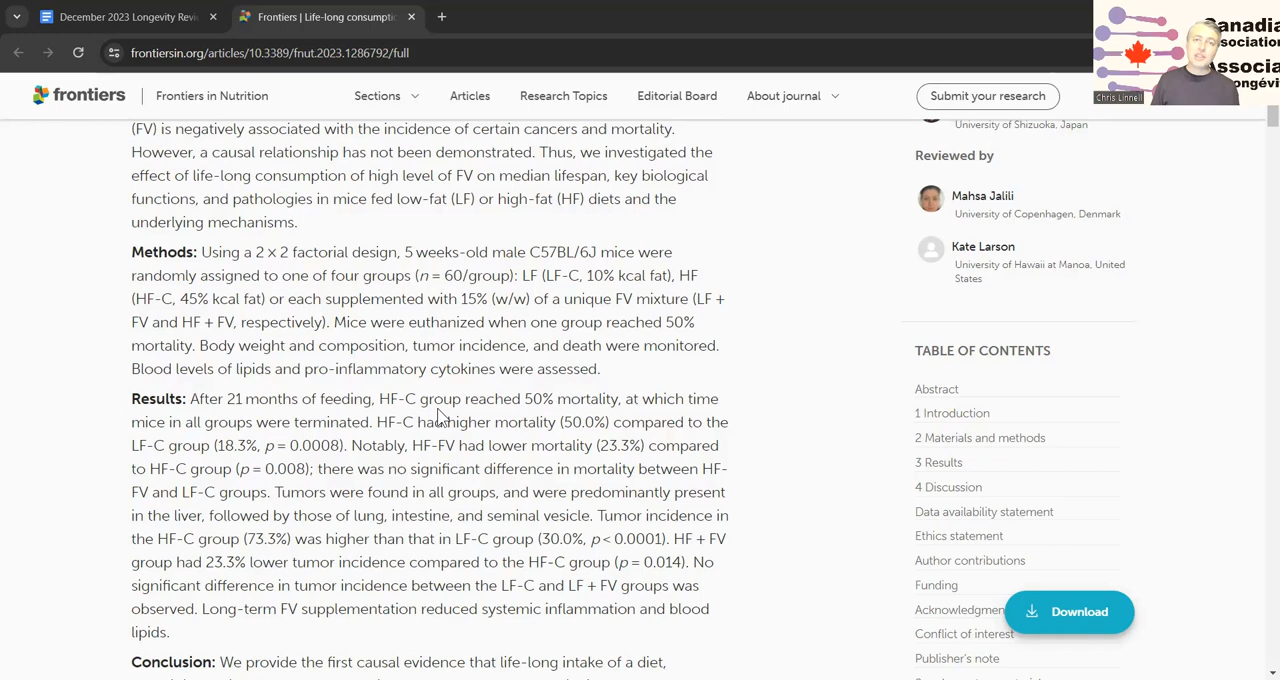 December 2023 Longevity Revi
Frontiers | Life-long consumptio
frontiersin.org/articles/10.3389/fnut.2023.1286792/full
Canadia
Association
Associa
Longévi
Chris Linnell
frontiers
Frontiers in Nutrition
Sections
Articles
Research Topics
Editorial Board
About journal
Submit your research
(FV) is negatively associated with the incidence of certain cancers and mortality.
However, a causal relationship has not been demonstrated. Thus, we investigated the
effect of life-long consumption of high level of FV on median lifespan, key biological
functions, and pathologies in mice fed low-fat (LF) or high-fat (HF) diets and the
underlying mechanisms.
Methods: Using a 2 × 2 factorial design, 5 weeks-old male C57BL/6J mice were
randomly assigned to one of four groups (n = 60/group): LF (LF-C, 10% kcal fat), HF
(HF-C, 45% kcal fat) or each supplemented with 15% (w/w) of a unique FV mixture (LF +
FV and HF + FV, respectively). Mice were euthanized when one group reached 50%
mortality. Body weight and composition, tumor incidence, and death were monitored.
Blood levels of lipids and pro-inflammatory cytokines were assessed.
Results: After 21 months of feeding, HF-C group reached 50% mortality, at which time
mice in all groups were terminated. HF-C had higher mortality (50.0%) compared to the
LF-C group (18.3%, p = 0.0008). Notably, HF-FV had lower mortality (23.3%) compared
to HF-C group (p = 0.008); there was no significant difference in mortality between HF-
FV and LF-C groups. Tumors were found in all groups, and were predominantly present
in the liver, followed by those of lung, intestine, and seminal vesicle. Tumor incidence in
the HF-C group (73.3%) was higher than that in LF-C group (30.0%, p < 0.0001). HF + FV
group had 23.3% lower tumor incidence compared to the HF-C group (p = 0.014). No
significant difference in tumor incidence between the LF-C and LF + FV groups was
observed. Long-term FV supplementation reduced systemic inflammation and blood
lipids.
Conclusion: We provide the first causal evidence that life-long intake of a diet,
University of Shizuoka, Japan
Reviewed by
Mahsa Jalili
University of Copenhagen, Denmark
Kate Larson
University of Hawaii at Manoa, United
States
TABLE OF CONTENTS
Abstract
1 Introduction
2 Materials and methods
3 Results
4 Discussion
Data availability statement
Ethics statement
Author contributions
Funding
Acknowledgmen
Conflict of interest
Publisher's note
Download